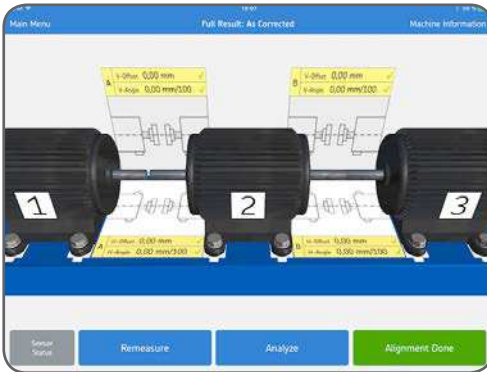 Main Menu
Full Result: As Corrected
Machine Information
A
V-Offset 0,00 mm
V-Angle 0,00 mm/100
B
V-Offset 0,00 mm
V-Angle 0,00 mm/100
1
2
3
A
0,00 mm
H-Angle 0,00 mm/100
B
0,00 mm
H-Angle 0,00 mm/100
Sensor
Status
Remeasure
Analyze
Alignment Done